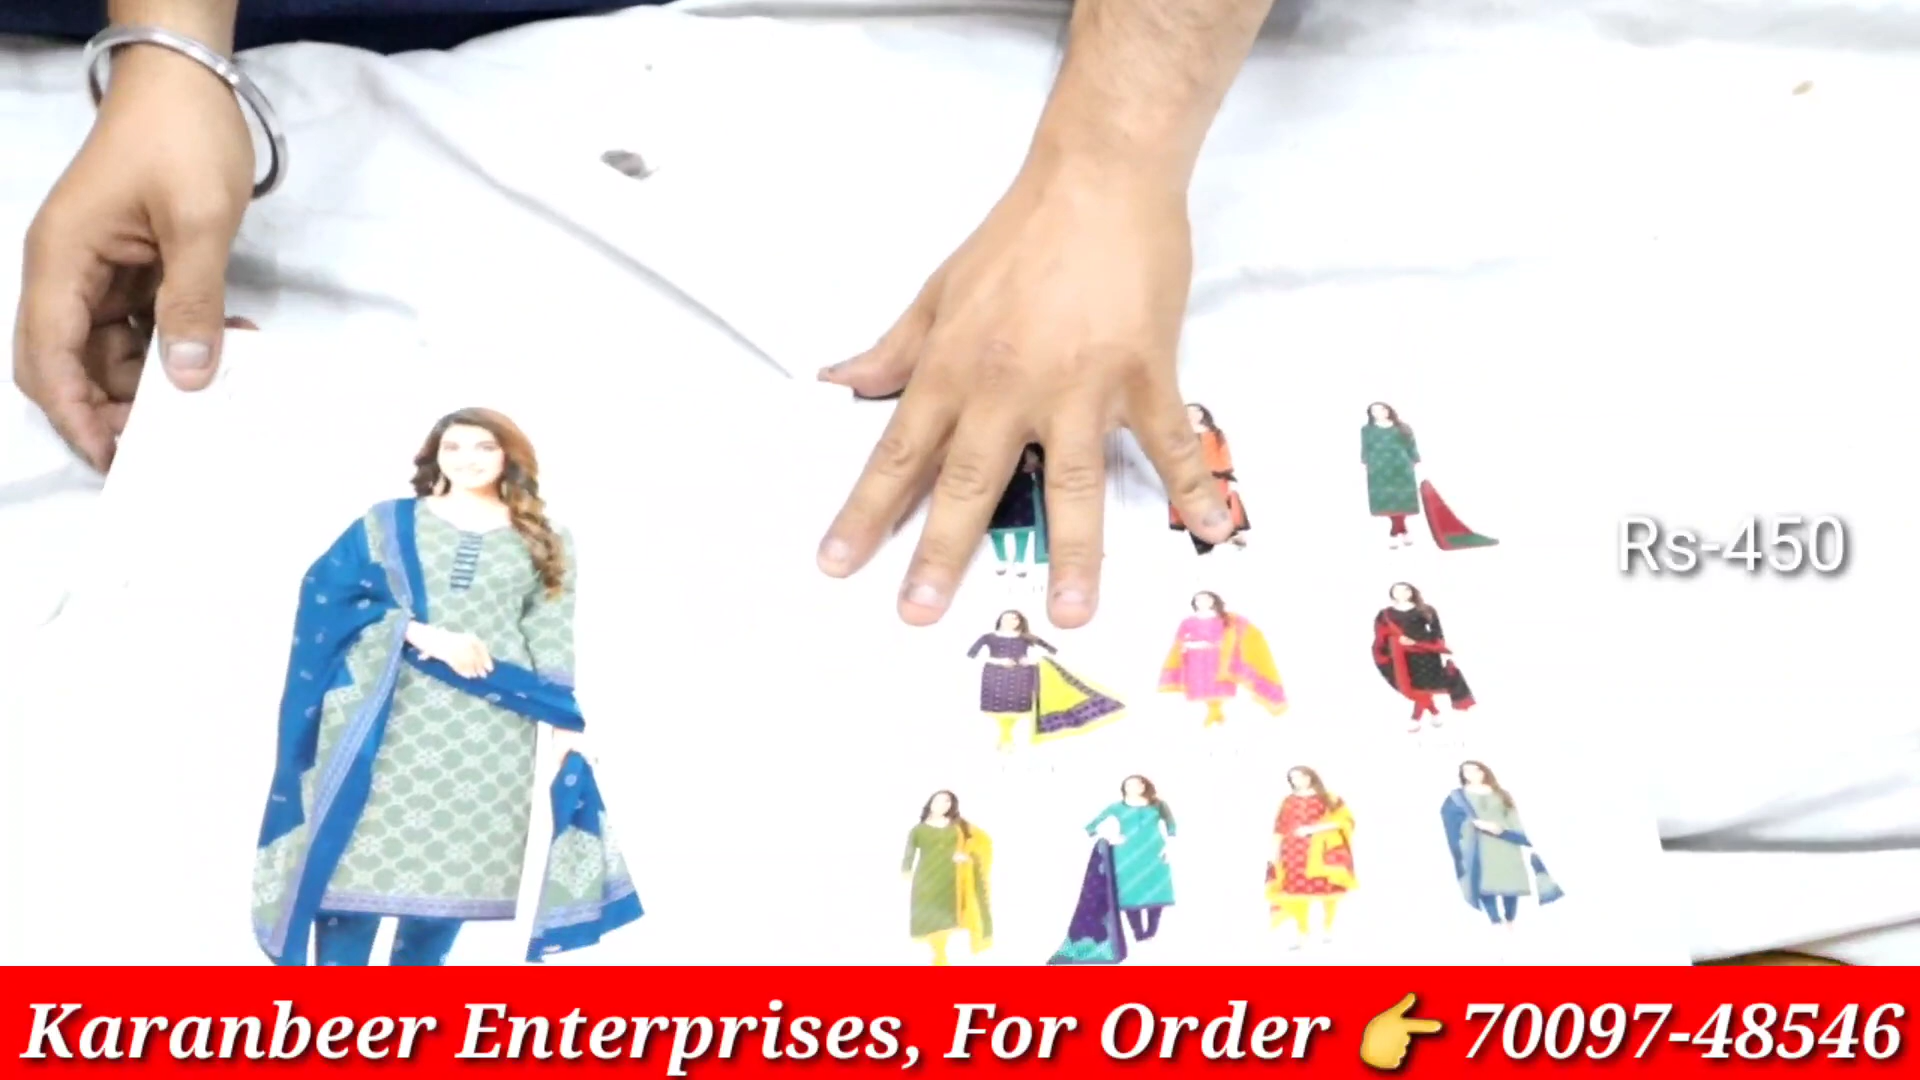 Rs-450
Karanbeer Enterprises, For Order 👉 70097-48546